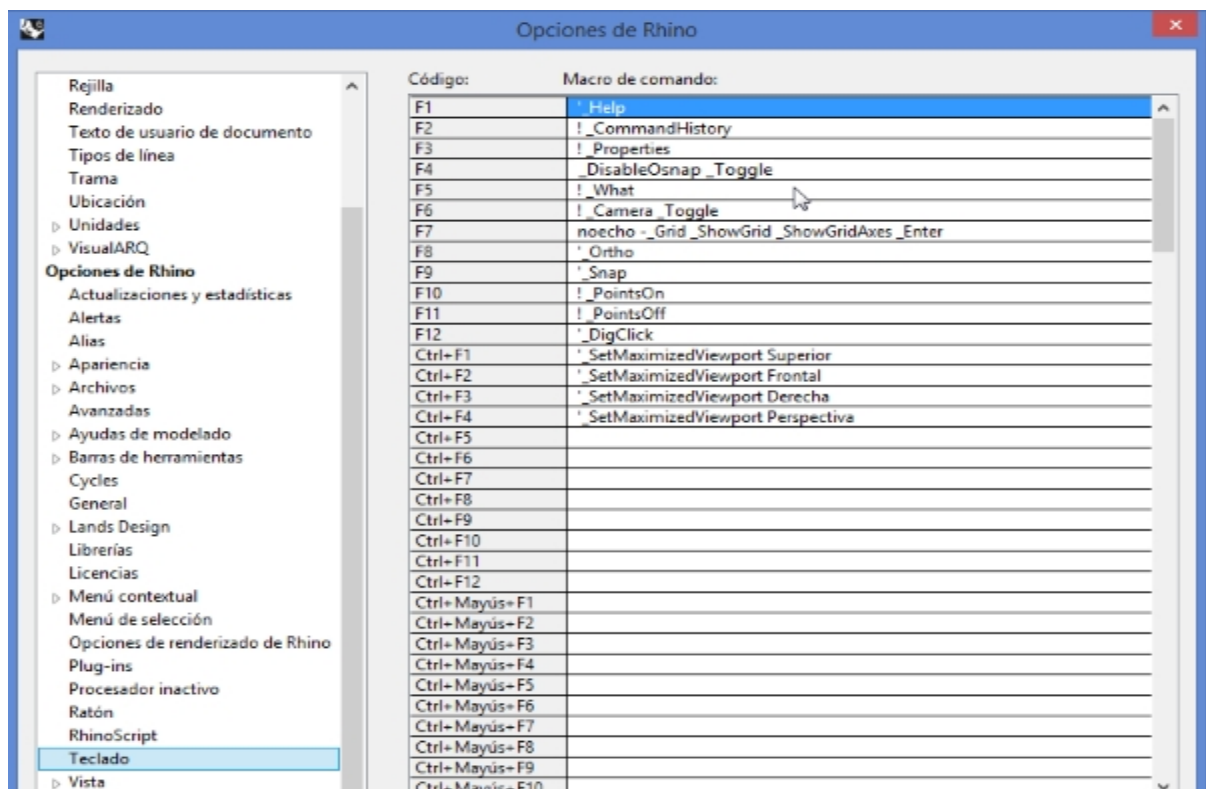 Opciones de Rhino
Rejilla
Renderizado
Texto de usuario de documento
Tipos de línea
Trama
Ubicación
Unidades
VisualARQ
Opciones de Rhino
Actualizaciones y estadísticas
Alertas
Alias
Apariencia
Archivos
Avanzadas
Ayudas de modelado
Barras de herramientas
Cycles
General
Lands Design
Librerías
Licencias
Menú contextual
Menú de selección
Opciones de renderizado de Rhino
Plug-ins
Procesador inactivo
Ratón
RhinoScript
Teclado
Vista
Código: Macro de comando:
F1 '_Help
F2 ! _CommandHistory
F3 ! _Properties
F4 _DisableOsnap _Toggle
F5 ! _What
F6 ! _Camera _Toggle
F7 noecho -_Grid _ShowGrid _ShowGridAxes _Enter
F8 '_Ortho
F9 '_Snap
F10 ! _PointsOn
F11 ! _PointsOff
F12 '_DigClick
Ctrl+F1 '_SetMaximizedViewport Superior
Ctrl+F2 '_SetMaximizedViewport Frontal
Ctrl+F3 '_SetMaximizedViewport Derecha
Ctrl+F4 '_SetMaximizedViewport Perspectiva
Ctrl+F5
Ctrl+F6
Ctrl+F7
Ctrl+F8
Ctrl+F9
Ctrl+F10
Ctrl+F11
Ctrl+F12
Ctrl+Mayús+F1
Ctrl+Mayús+F2
Ctrl+Mayús+F3
Ctrl+Mayús+F4
Ctrl+Mayús+F5
Ctrl+Mayús+F6
Ctrl+Mayús+F7
Ctrl+Mayús+F8
Ctrl+Mayús+F9
Ctrl+Mayús+F10